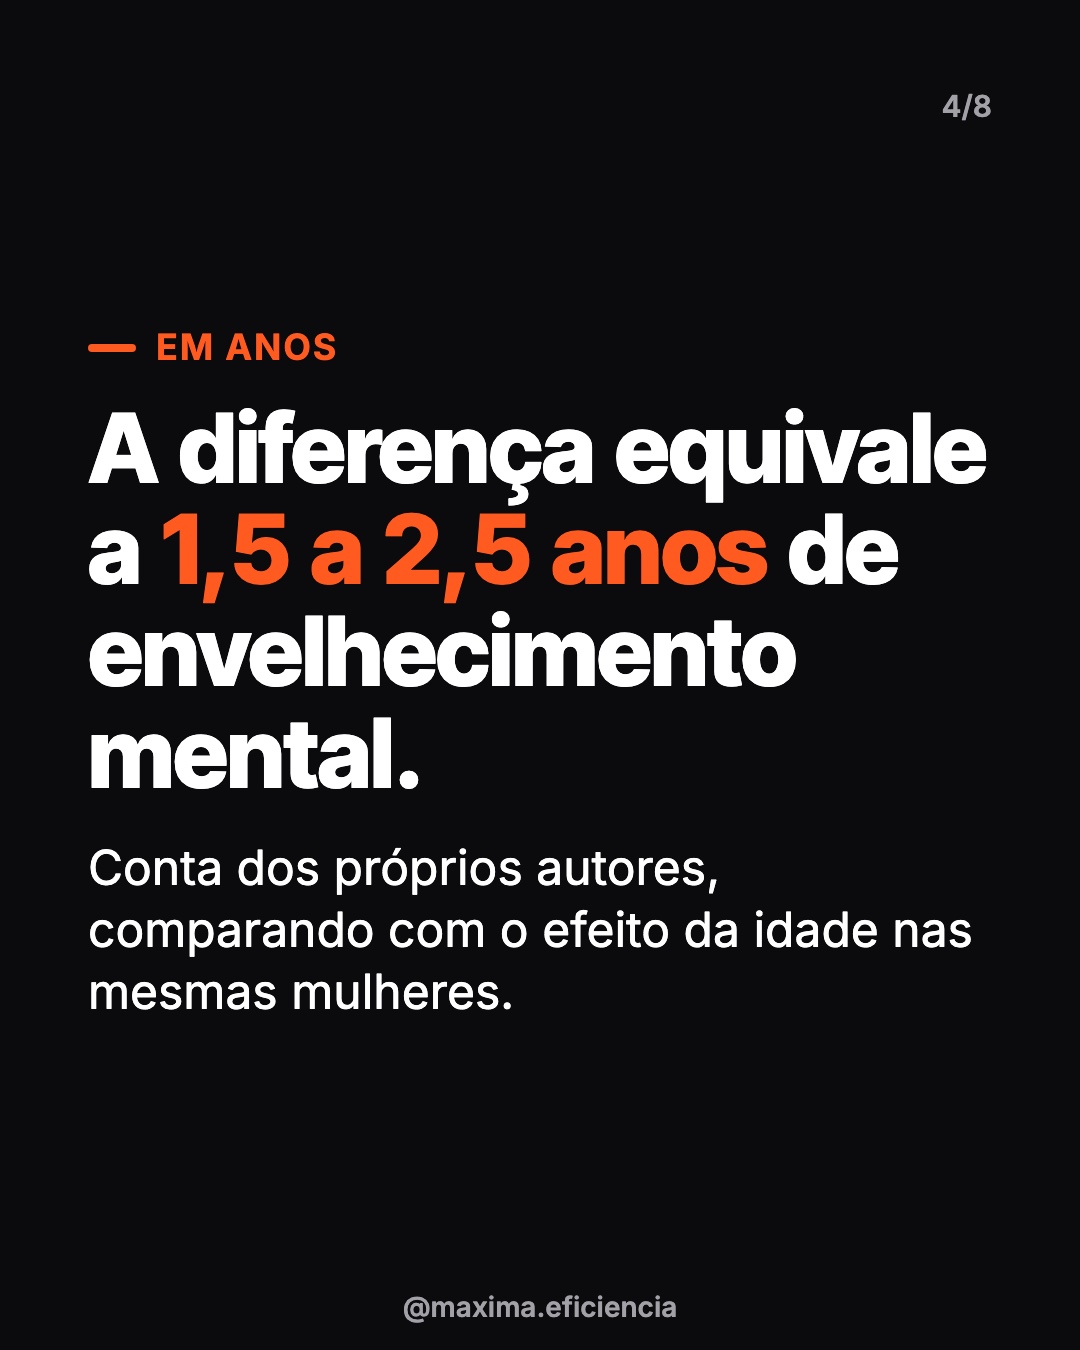 4/8
EM ANOS
A diferença equivale
a 1,5 a 2,5 anos de
envelhecimento
mental.
Conta dos próprios autores,
comparando com o efeito da idade nas
mesmas mulheres.
@maxima.eficiencia